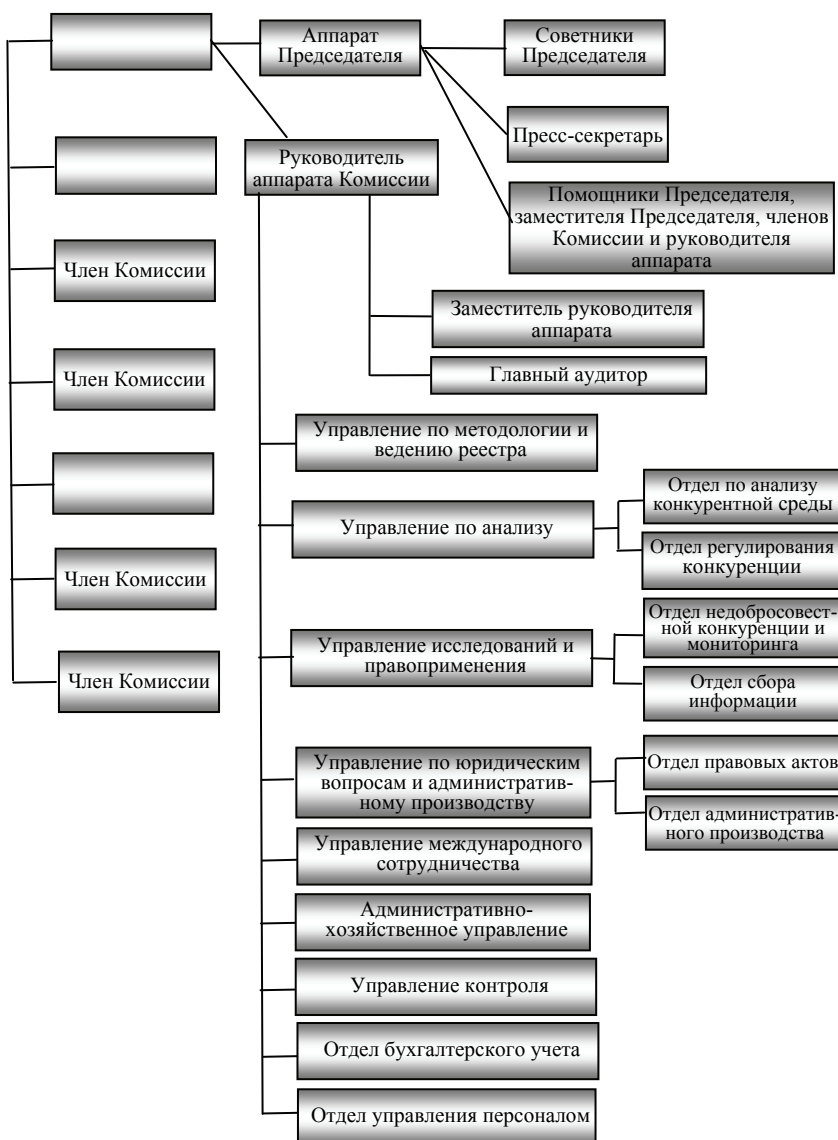 Аппарат
Председателя
Советники
Председателя
Пресс-секретарь
Руководитель
аппарата Комиссии
Помощники Председателя,
заместителя Председателя, членов
Комиссии и руководителя
аппарата
Член Комиссии
Заместитель руководителя
аппарата
Главный аудитор
Член Комиссии
Управление по методологии и
ведению реестра
Управление по анализу
Отдел по анализу
конкурентной среды
Отдел регулирования
конкуренции
Член Комиссии
Управление исследований и
правоприменения
Отдел недобросовест-
ной конкуренции и
мониторинга
Отдел сбора
информации
Член Комиссии
Управление по юридическим
вопросам и административ-
ному производству
Отдел правовых актов
Отдел административ-
ного производства
Управление международного
сотрудничества
Административно-
хозяйственное управление
Управление контроля
Отдел бухгалтерского учета
Отдел управления персоналом